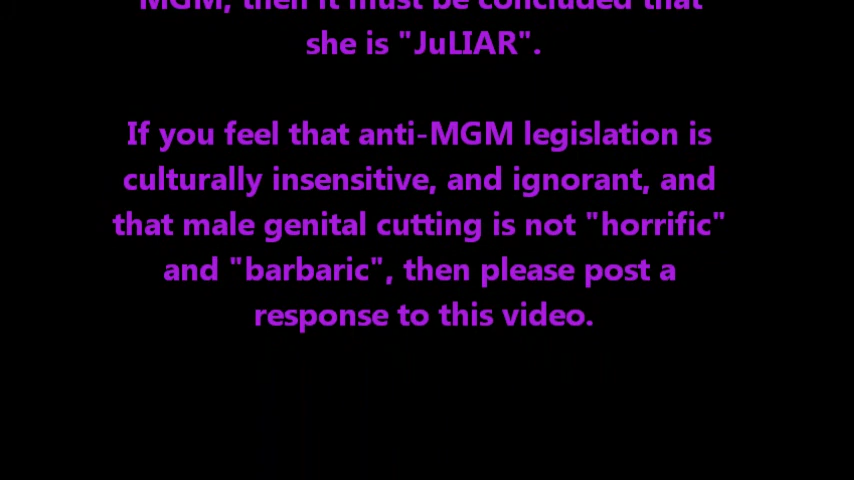 MGM, then it must be concluded that
she is "JuLIAR".
If you feel that anti-MGM legislation is
culturally insensitive, and ignorant, and
that male genital cutting is not "horrific"
and "barbaric", then please post a
response to this video.